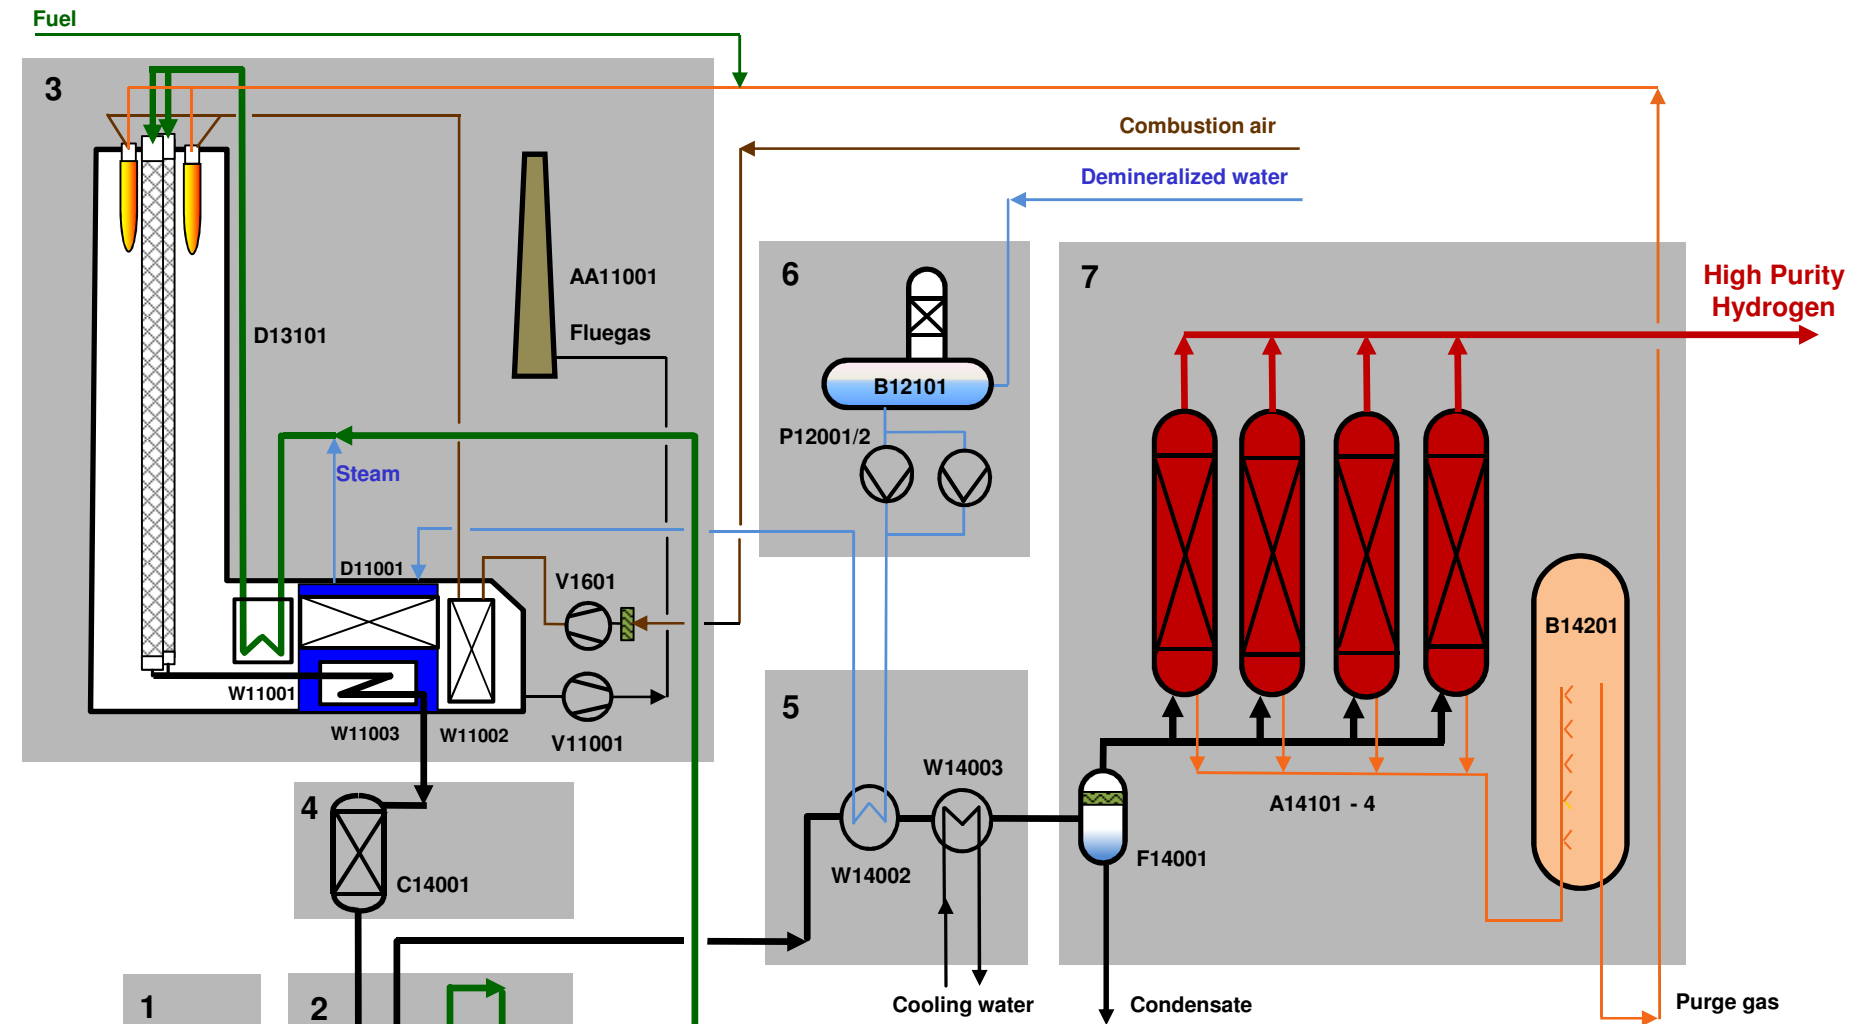 Fuel
3
Combustion air
Demineralized water
6
7
High Purity
Hydrogen
AA11001
Fluegas
D13101
B12101
P12001/2
Steam
D11001
V1601
B14201
W11001
W11003
W11002
V11001
5
W14003
4
A14101 - 4
F14001
W14002
C14001
1
2
Cooling water
Condensate
Purge gas